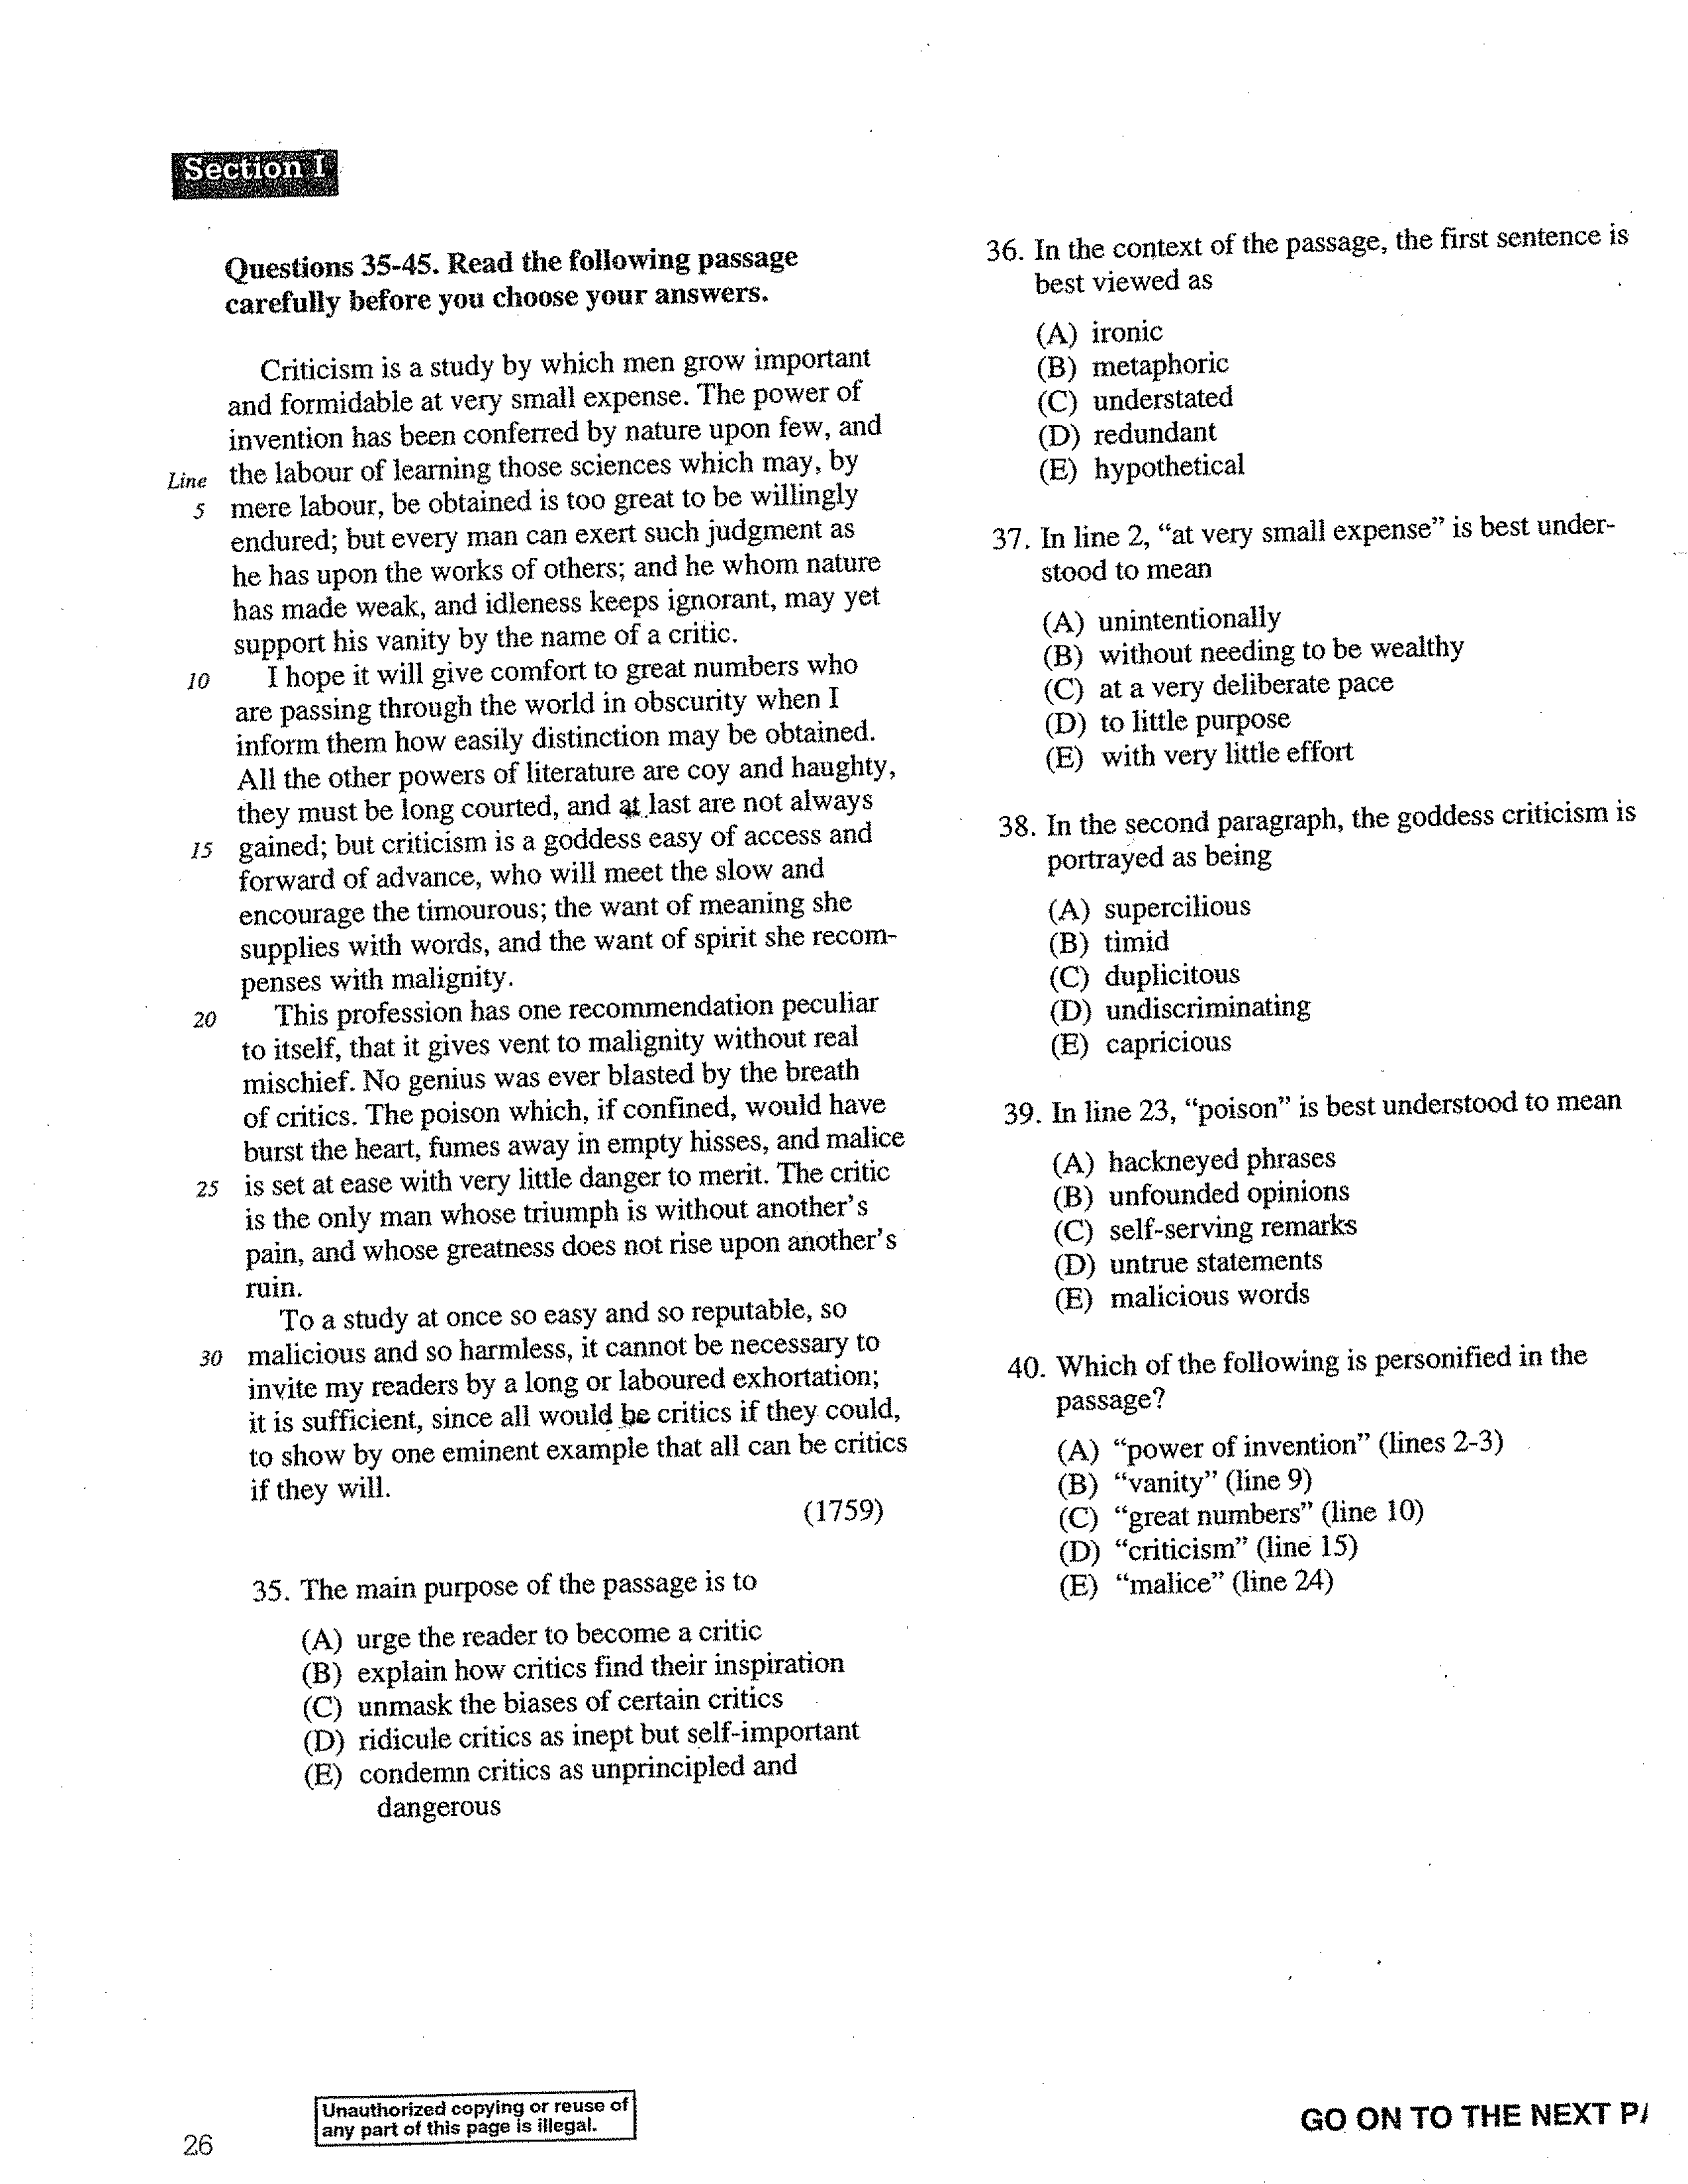 Section I
Questions 35-45. Read the following passage
carefully before you choose your answers.
Criticism is a study by which men grow important
and formidable at very small expense. The power of
invention has been conferred by nature upon few, and
Line the labour of learning those sciences which may, by
5 mere labour, be obtained is too great to be willingly
endured; but every man can exert such judgment as
he has upon the works of others; and he whom nature
has made weak, and idleness keeps ignorant, may yet
support his vanity by the name of a critic.
10 I hope it will give comfort to great numbers who
are passing through the world in obscurity when I
inform them how easily distinction may be obtained.
All the other powers of literature are coy and haughty,
they must be long courted, and at last are not always
15 gained; but criticism is a goddess easy of access and
forward of advance, who will meet the slow and
encourage the timourous; the want of meaning she
supplies with words, and the want of spirit she recom-
penses with malignity.
20 This profession has one recommendation peculiar
to itself, that it gives vent to malignity without real
mischief. No genius was ever blasted by the breath
of critics. The poison which, if confined, would have
burst the heart, fumes away in empty hisses, and malice
25 is set at ease with very little danger to merit. The critic
is the only man whose triumph is without another's
pain, and whose greatness does not rise upon another's
ruin.
To a study at once so easy and so reputable, so
30 malicious and so harmless, it cannot be necessary to
invite my readers by a long or laboured exhortation;
it is sufficient, since all would be critics if they could,
to show by one eminent example that all can be critics
if they will.
(1759)
35. The main purpose of the passage is to
(A) urge the reader to become a critic
(B) explain how critics find their inspiration
(C) unmask the biases of certain critics
(D) ridicule critics as inept but self-important
(E) condemn critics as unprincipled and
dangerous
36. In the context of the passage, the first sentence is
best viewed as
(A) ironic
(B) metaphoric
(C) understated
(D) redundant
(E) hypothetical
37. In line 2, "at very small expense" is best under-
stood to mean
(A) unintentionally
(B) without needing to be wealthy
(C) at a very deliberate pace
(D) to little purpose
(E) with very little effort
38. In the second paragraph, the goddess criticism is
portrayed as being
(A) supercilious
(B) timid
(C) duplicitous
(D) undiscriminating
(E) capricious
39. In line 23, "poison" is best understood to mean
(A) hackneyed phrases
(B) unfounded opinions
(C) self-serving remarks
(D) untrue statements
(E) malicious words
40. Which of the following is personified in the
passage?
(A) "power of invention" (lines 2-3)
(B) "vanity" (line 9)
(C) "great numbers" (line 10)
(D) "criticism" (line 15)
(E) "malice" (line 24)
Unauthorized copying or reuse of
any part of this page is illegal.
26
GO ON TO THE NEXT PA